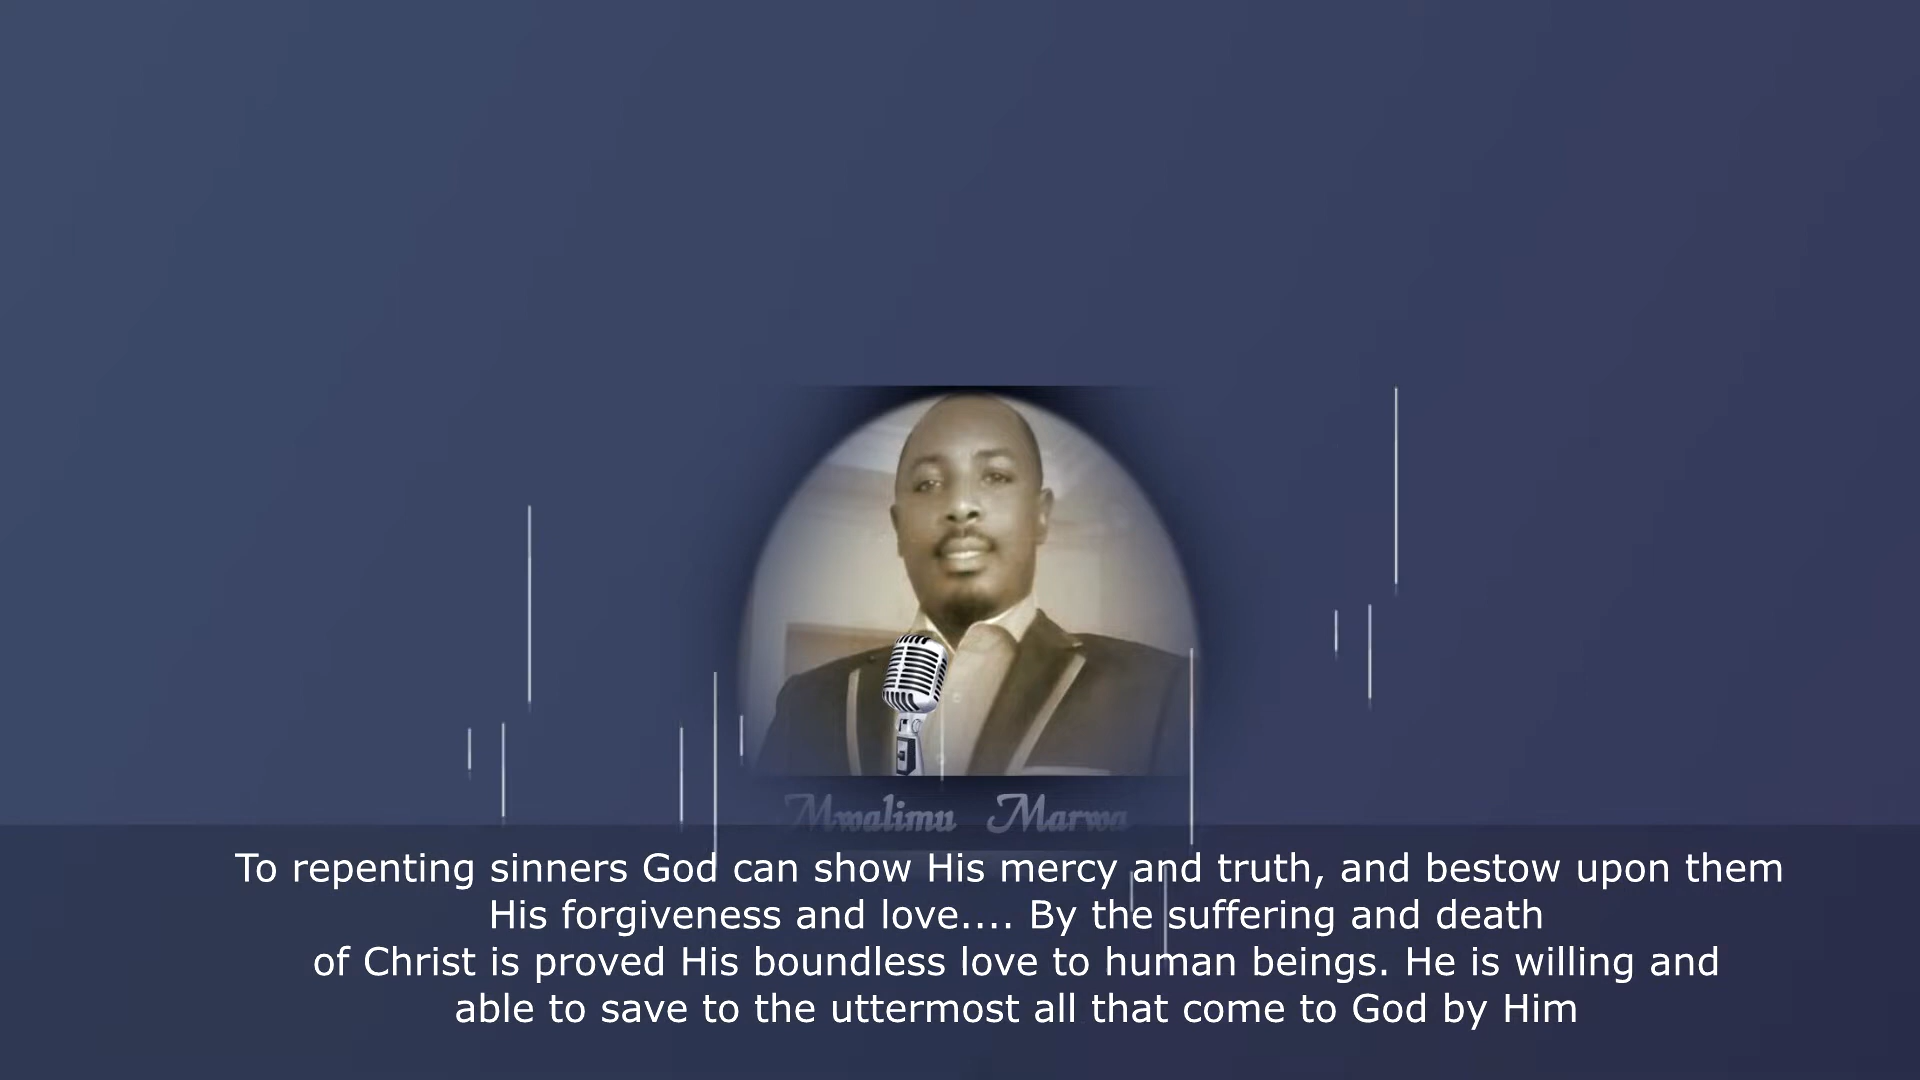 Mwalimu Marwa
To repenting sinners God can show His mercy and truth, and bestow upon them
His forgiveness and love.... By the suffering and death
of Christ is proved His boundless love to human beings. He is willing and
able to save to the uttermost all that come to God by Him